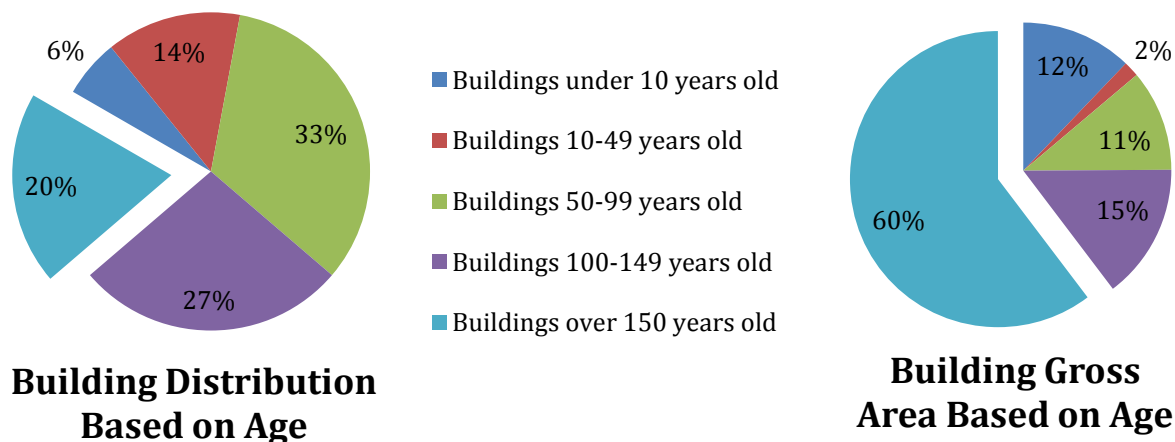 6%
14%
33%
20%
27%
Building Distribution
Based on Age
Buildings under 10 years old
Buildings 10-49 years old
Buildings 50-99 years old
Buildings 100-149 years old
Buildings over 150 years old
12%
2%
11%
15%
60%
Building Gross
Area Based on Age